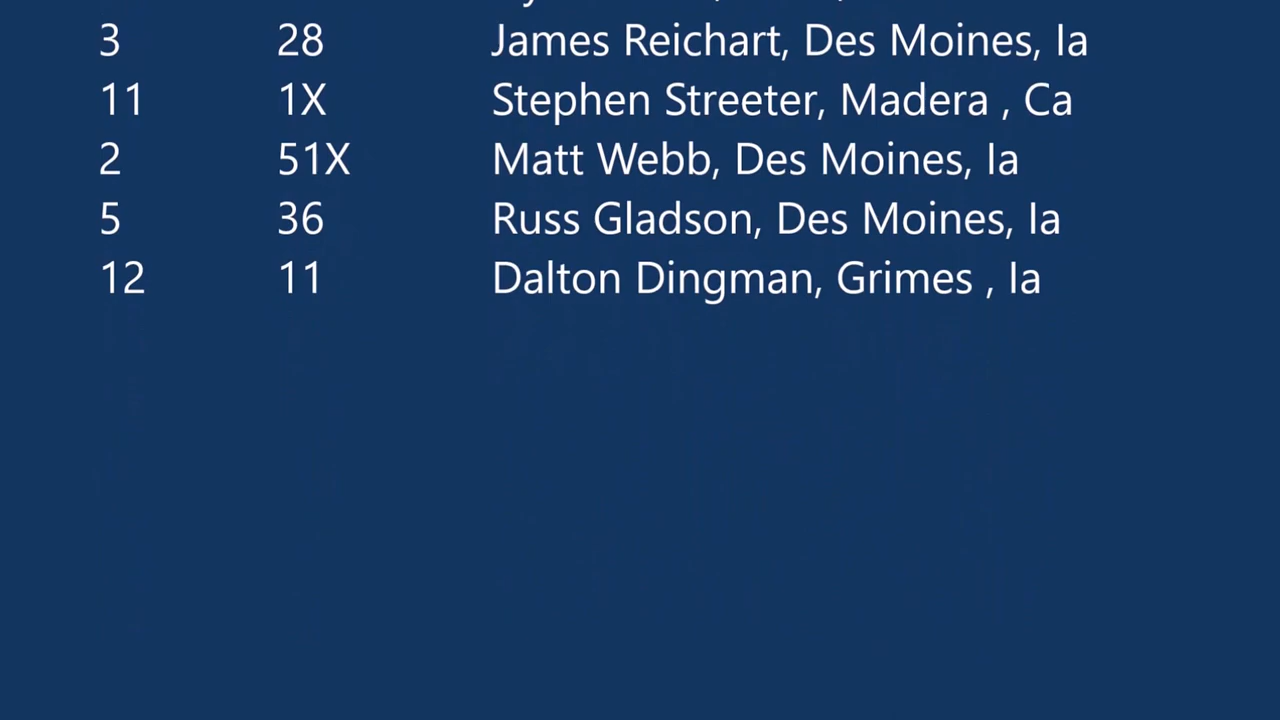 3 28 James Reichart, Des Moines, Ia
11 1X Stephen Streeter, Madera , Ca
2 51X Matt Webb, Des Moines, Ia
5 36 Russ Gladson, Des Moines, Ia
12 11 Dalton Dingman, Grimes , Ia